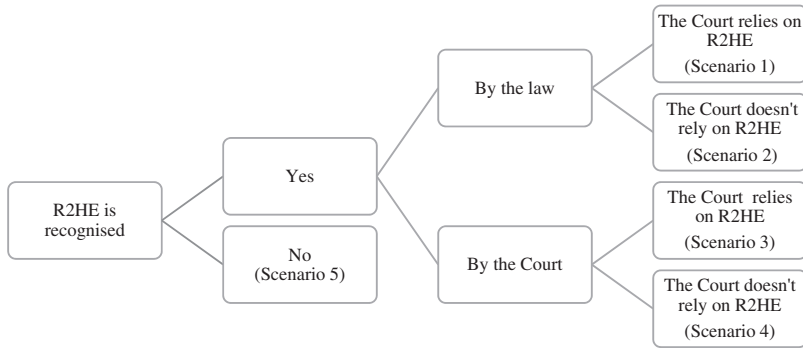 R2HE is
recognised
Yes
No
(Scenario 5)
By the law
By the Court
The Court relies on
R2HE
(Scenario 1)
The Court doesn't
rely on R2HE
(Scenario 2)
The Court relies
on R2HE
(Scenario 3)
The Court doesn't
rely on R2HE
(Scenario 4)